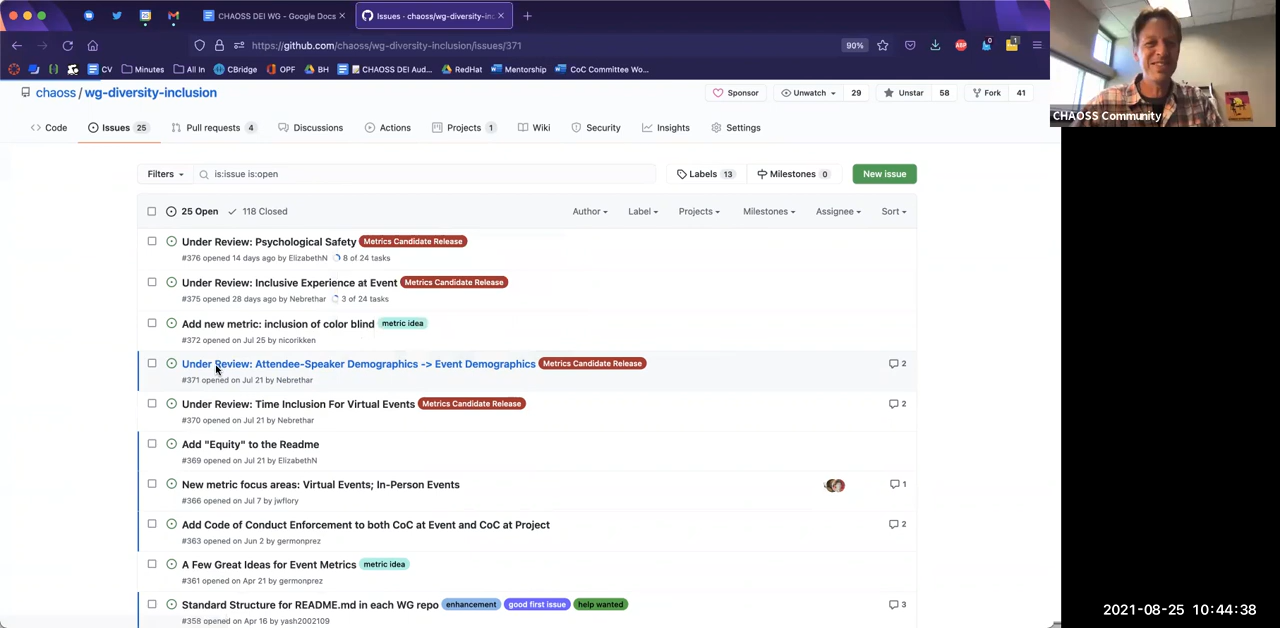 CHAOSS DEI WG - Google Docs
Issues · chaoss/wg-diversity-inc
https://github.com/chaoss/wg-diversity-inclusion/issues/371
90%
CV
Minutes
All In
CBridge
OPF
BH
CHAOSS DEI Aud...
RedHat
Mentorship
CoC Committee Wo...
chaoss / wg-diversity-inclusion
Sponsor
Unwatch 29
Unstar 58
Fork 41
Code
Issues 25
Pull requests 4
Discussions
Actions
Projects 1
Wiki
Security
Insights
Settings
Filters
is:issue is:open
Labels 13
Milestones 0
New issue
25 Open
118 Closed
Author
Label
Projects
Milestones
Assignee
Sort
Under Review: Psychological Safety Metrics Candidate Release
#376 opened 14 days ago by ElizabethN 8 of 24 tasks
Under Review: Inclusive Experience at Event Metrics Candidate Release
#375 opened 28 days ago by Nebrethar 3 of 24 tasks
Add new metric: inclusion of color blind metric idea
#372 opened on Jul 25 by nicorikken
Under Review: Attendee-Speaker Demographics -> Event Demographics Metrics Candidate Release 2
#371 opened on Jul 21 by Nebrethar
Under Review: Time Inclusion For Virtual Events Metrics Candidate Release 2
#370 opened on Jul 21 by Nebrethar
Add "Equity" to the Readme
#369 opened on Jul 21 by ElizabethN
New metric focus areas: Virtual Events; In-Person Events 1
#366 opened on Jul 7 by jwflory
Add Code of Conduct Enforcement to both CoC at Event and CoC at Project 2
#363 opened on Jun 2 by germonprez
A Few Great Ideas for Event Metrics metric idea
#361 opened on Apr 21 by germonprez
Standard Structure for README.md in each WG repo enhancement good first issue help wanted 3
#358 opened on Apr 16 by yash2002109
CHAOSS Community
2021-08-25 10:44:38